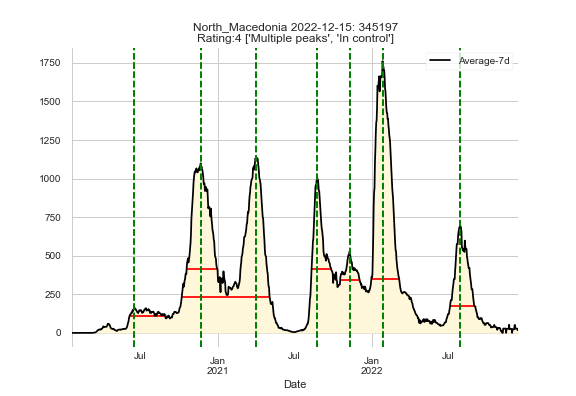 North_Macedonia 2022-12-15: 345197
Rating:4 ['Multiple peaks', 'In control']
Average-7d
1750
1500
1250
1000
750
500
250
0
Jul
Jan
2021
Jul
Jan
2022
Jul
Date